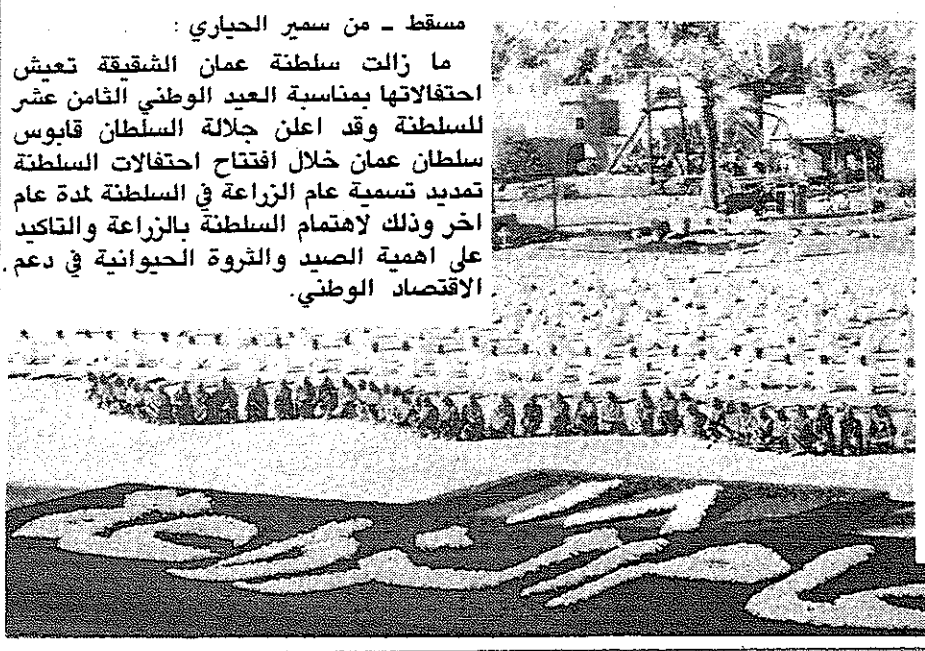 مسقط ـ من سمير الحياري :
ما زالت سلطنة عمان الشقيقة تعيش
احتفالاتها بمناسبة العيد الوطني الثامن عشر
للسلطنة وقد اعلن جلالة السلطان قابوس
سلطان عمان خلال افتتاح احتفالات السلطنة
تمديد تسمية عام الزراعة في السلطنة لمدة عام
اخر وذلك لاهتمام السلطنة بالزراعة والتاكيد
على اهمية الصيد والثروة الحيوانية في دعم
الاقتصاد الوطني.